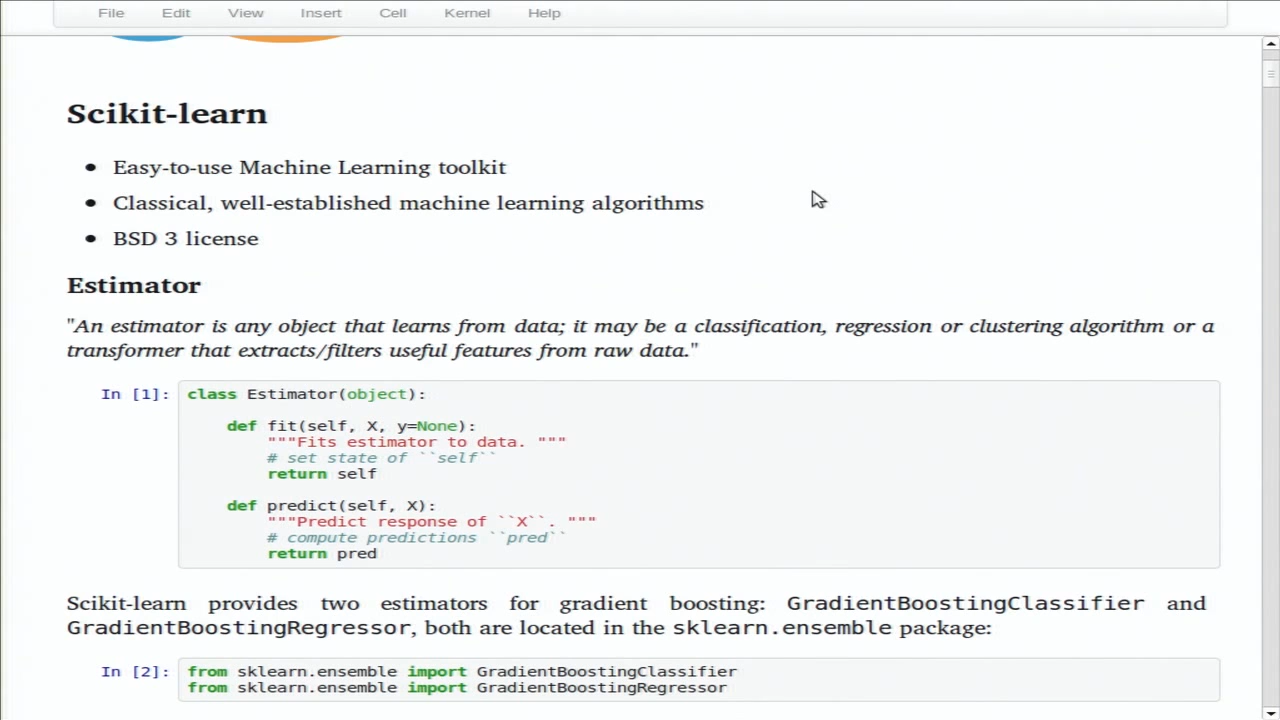 File Edit View Insert Cell Kernel Help
Scikit-learn
• Easy-to-use Machine Learning toolkit
• Classical, well-established machine learning algorithms
• BSD 3 license
Estimator
"An estimator is any object that learns from data; it may be a classification, regression or clustering algorithm or a
transformer that extracts/filters useful features from raw data."
In [1]: class Estimator(object):
def fit(self, X, y=None):
"""Fits estimator to data. """
# set state of ``self``
return self
def predict(self, X):
"""Predict response of ``X``. """
# compute predictions ``pred``
return pred
Scikit-learn provides two estimators for gradient boosting: GradientBoostingClassifier and
GradientBoostingRegressor, both are located in the sklearn.ensemble package:
In [2]: from sklearn.ensemble import GradientBoostingClassifier
from sklearn.ensemble import GradientBoostingRegressor